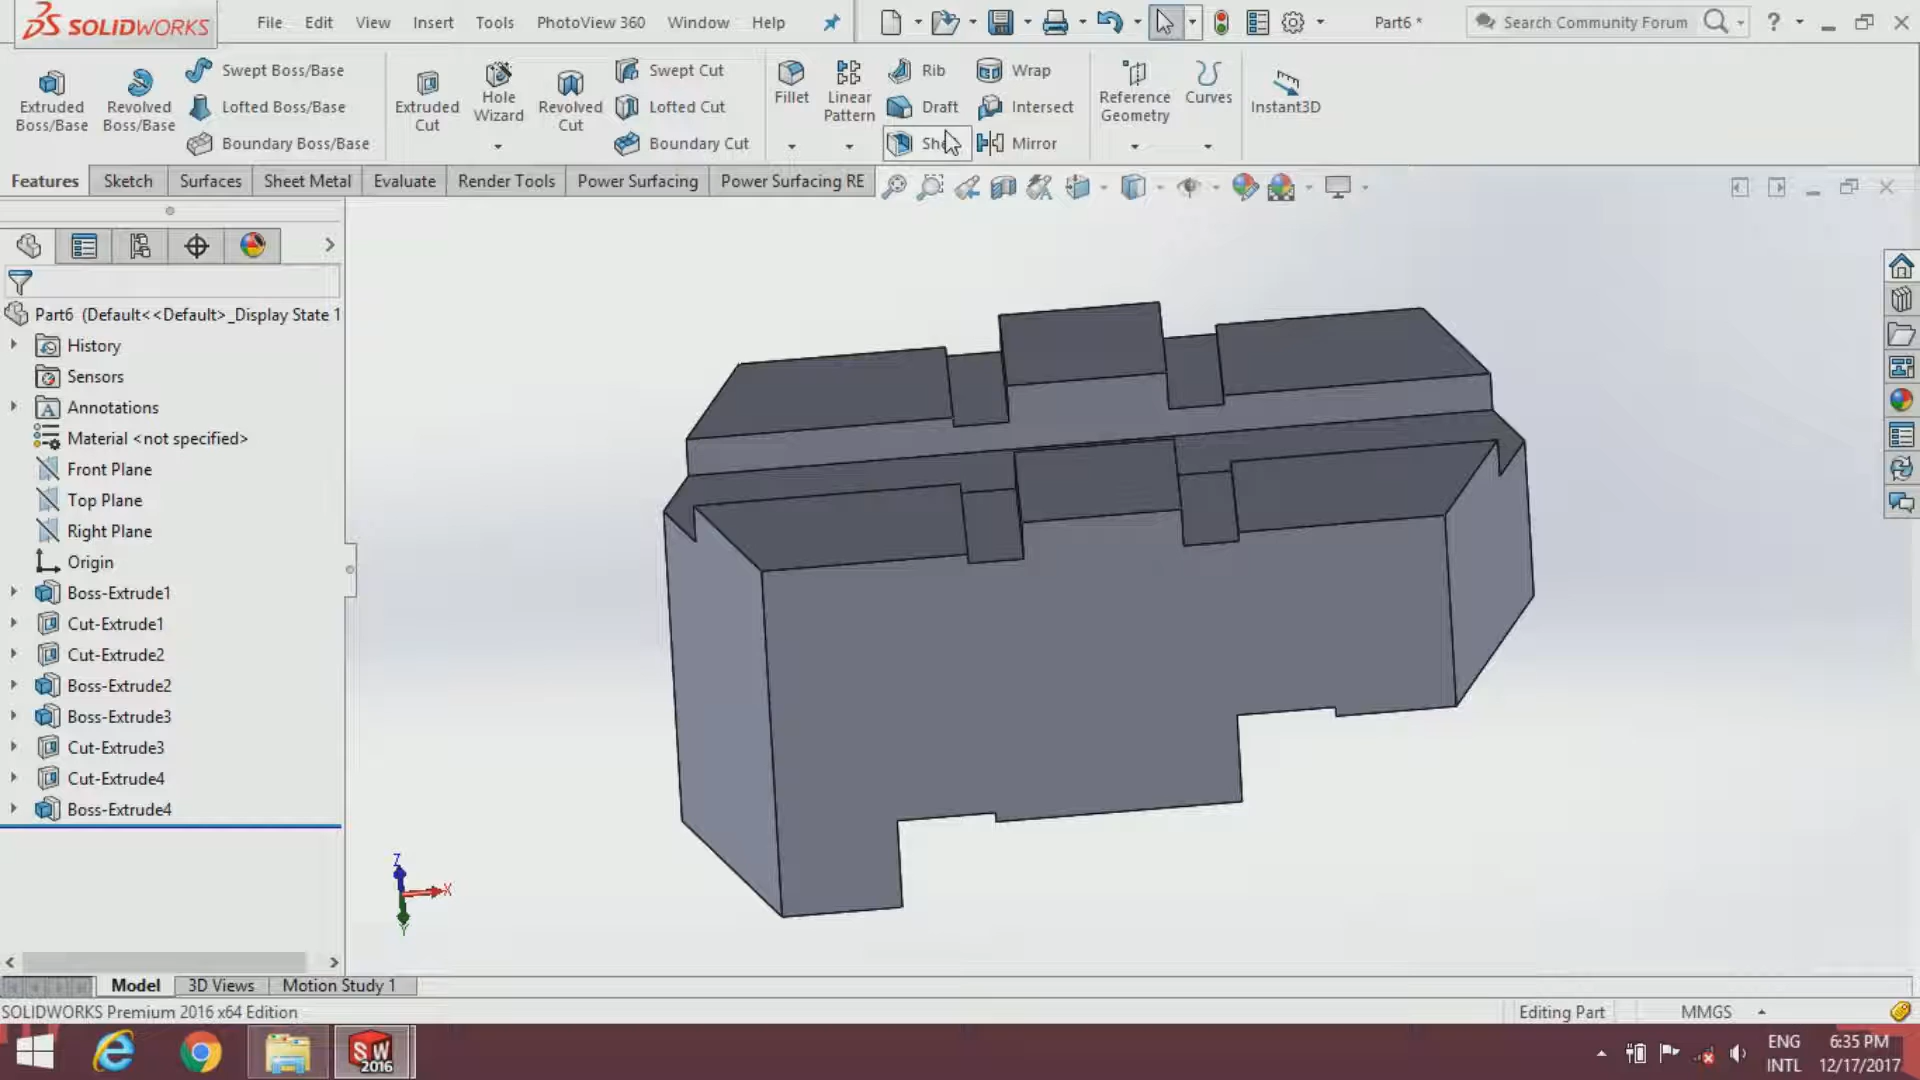 SOLIDWORKS File Edit View Insert Tools PhotoView 360 Window Help Part6 * Search Community Forum ?
Extruded Boss/Base
Revolved Boss/Base
Swept Boss/Base
Lofted Boss/Base
Boundary Boss/Base
Extruded Cut
Hole Wizard
Revolved Cut
Swept Cut
Lofted Cut
Boundary Cut
Fillet
Linear Pattern
Rib
Draft
Wrap
Intersect
Mirror
Reference Geometry
Curves
Instant3D
Features Sketch Surfaces Sheet Metal Evaluate Render Tools Power Surfacing Power Surfacing RE
Part6 (Default<<Default>_Display State 1
History
Sensors
Annotations
Material <not specified>
Front Plane
Top Plane
Right Plane
Origin
Boss-Extrude1
Cut-Extrude1
Cut-Extrude2
Boss-Extrude2
Boss-Extrude3
Cut-Extrude3
Cut-Extrude4
Boss-Extrude4
Z
X
Y
Model 3D Views Motion Study 1
SOLIDWORKS Premium 2016 x64 Edition Editing Part MMGS
SW 2016
ENG 6:35 PM
INTL 12/17/2017